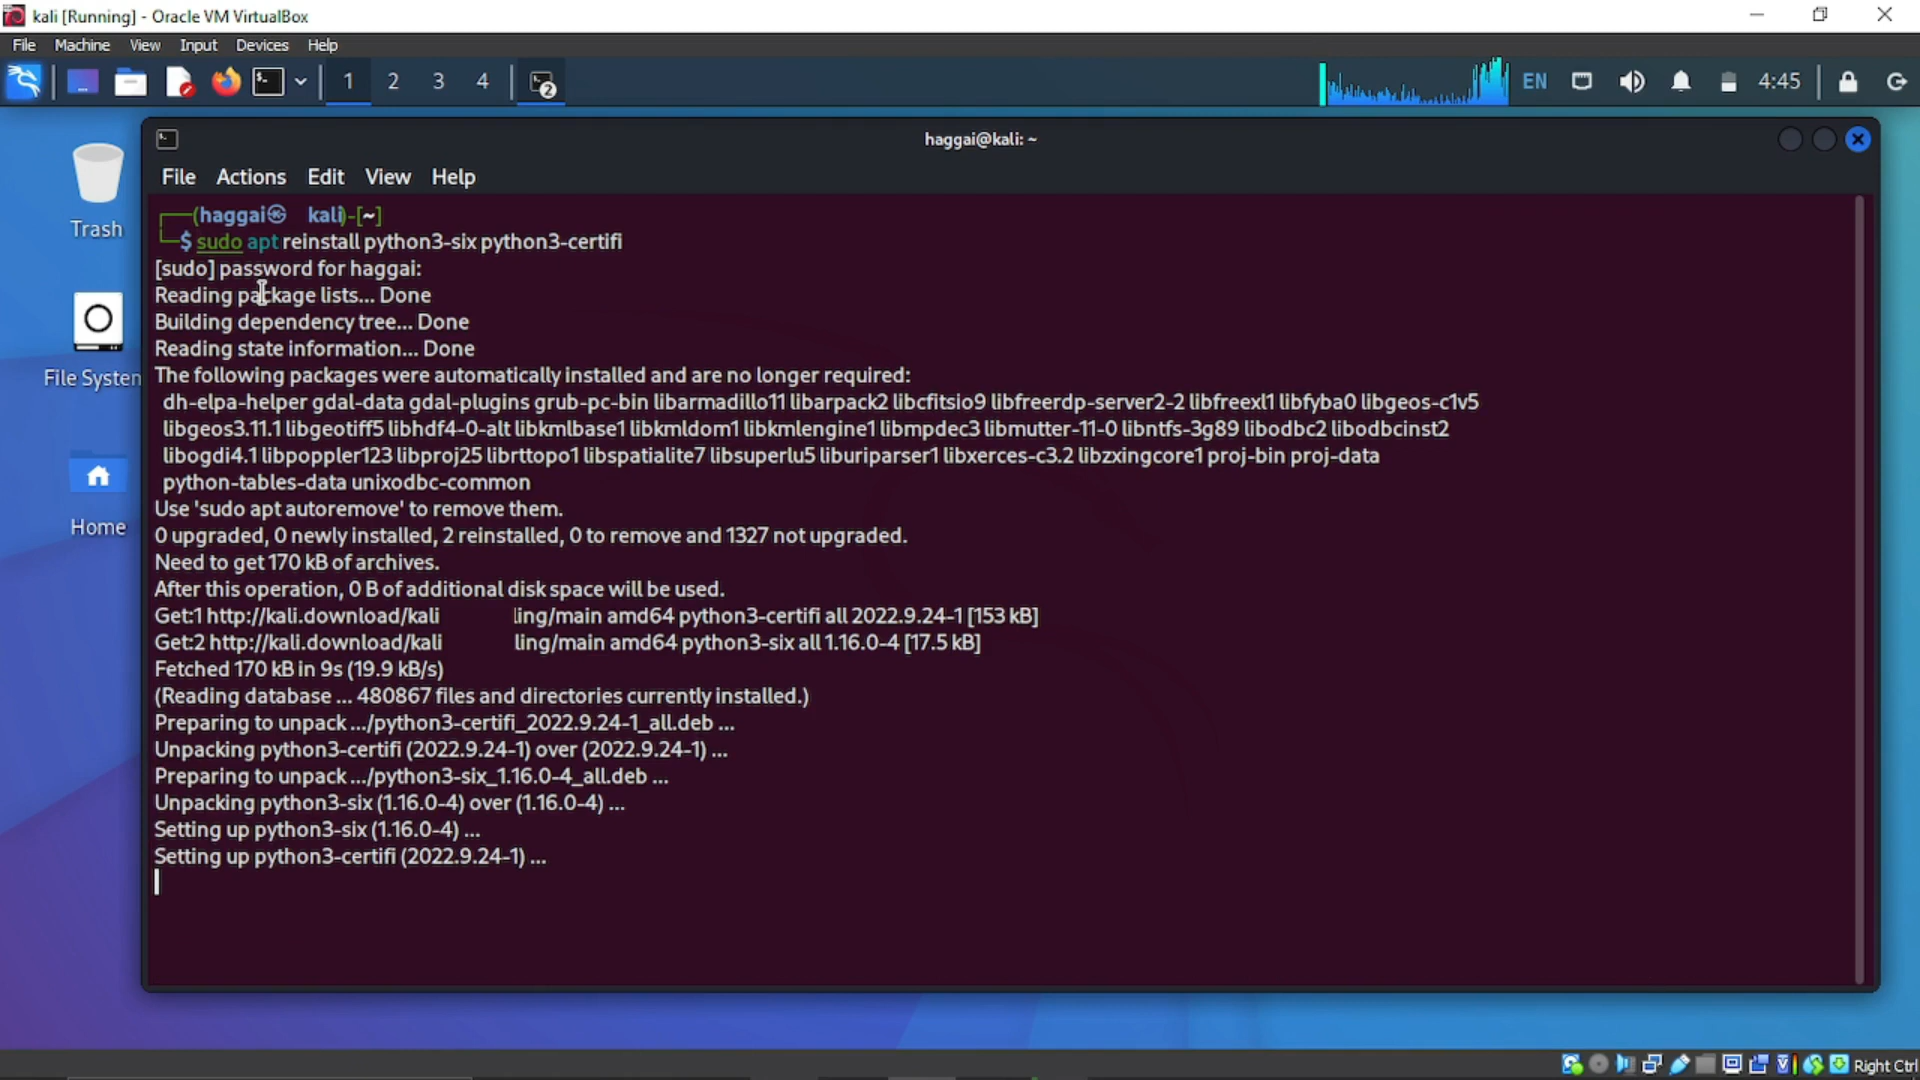 kali [Running] - Oracle VM VirtualBox
File Machine View Input Devices Help
1 2 3 4 2 EN 4:45
haggai@kali: ~
File Actions Edit View Help
Trash
File System
Home
(haggai㉿ kali)-[~]
$ sudo apt reinstall python3-six python3-certifi
[sudo] password for haggai:
Reading package lists... Done
Building dependency tree... Done
Reading state information... Done
The following packages were automatically installed and are no longer required:
dh-elpa-helper gdal-data gdal-plugins grub-pc-bin libarmadillo11 libarpack2 libcfitsio9 libfreerdp-server2-2 libfreexl1 libfyba0 libgeos-c1v5
libgeos3.11.1 libgeotiff5 libhdf4-0-alt libkmlbase1 libkmldom1 libkmlengine1 libmpdec3 libmutter-11-0 libntfs-3g89 libodbc2 libodbcinst2
libogdi4.1 libpoppler123 libproj25 librttopo1 libspatialite7 libsuperlu5 liburiparser1 libxerces-c3.2 libzxingcore1 proj-bin proj-data
python-tables-data unixodbc-common
Use 'sudo apt autoremove' to remove them.
0 upgraded, 0 newly installed, 2 reinstalled, 0 to remove and 1327 not upgraded.
Need to get 170 kB of archives.
After this operation, 0 B of additional disk space will be used.
Get:1 http://kali.download/kali ling/main amd64 python3-certifi all 2022.9.24-1 [153 kB]
Get:2 http://kali.download/kali ling/main amd64 python3-six all 1.16.0-4 [17.5 kB]
Fetched 170 kB in 9s (19.9 kB/s)
(Reading database ... 480867 files and directories currently installed.)
Preparing to unpack .../python3-certifi_2022.9.24-1_all.deb ...
Unpacking python3-certifi (2022.9.24-1) over (2022.9.24-1) ...
Preparing to unpack .../python3-six_1.16.0-4_all.deb ...
Unpacking python3-six (1.16.0-4) over (1.16.0-4) ...
Setting up python3-six (1.16.0-4) ...
Setting up python3-certifi (2022.9.24-1) ...
Right Ctrl